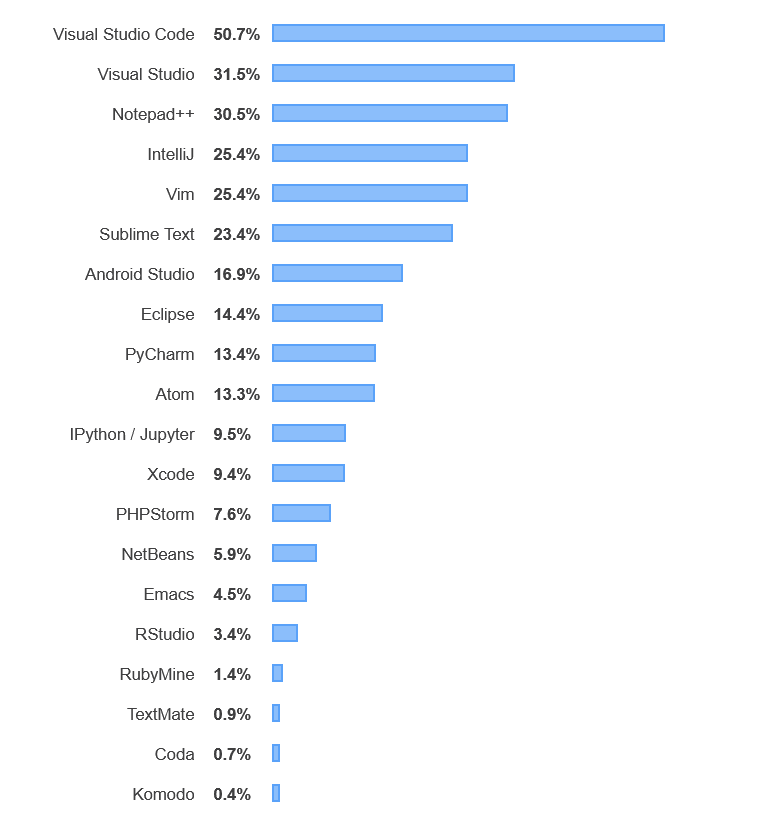 Visual Studio Code 50.7%
Visual Studio 31.5%
Notepad++ 30.5%
IntelliJ 25.4%
Vim 25.4%
Sublime Text 23.4%
Android Studio 16.9%
Eclipse 14.4%
PyCharm 13.4%
Atom 13.3%
IPython / Jupyter 9.5%
Xcode 9.4%
PHPStorm 7.6%
NetBeans 5.9%
Emacs 4.5%
RStudio 3.4%
RubyMine 1.4%
TextMate 0.9%
Coda 0.7%
Komodo 0.4%